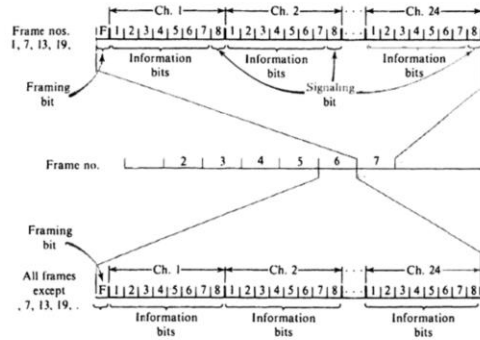 Ch. 1 Ch. 2 Ch. 24
Frame nos. F 1 2 3 4 5 6 7 8 1 2 3 4 5 6 7 8 1 2 3 4 5 6 7 8
1, 7, 13, 19,
Information Information Signaling Information
bits bits bit bits
Framing
bit
Frame no. 2 3 4 5 6 7
Framing
bit
Ch. 1 Ch. 2 Ch. 24
All frames F 1 2 3 4 5 6 7 8 1 2 3 4 5 6 7 8 1 2 3 4 5 6 7 8
except
, 7, 13, 19, .
Information Information Information
bits bits bits